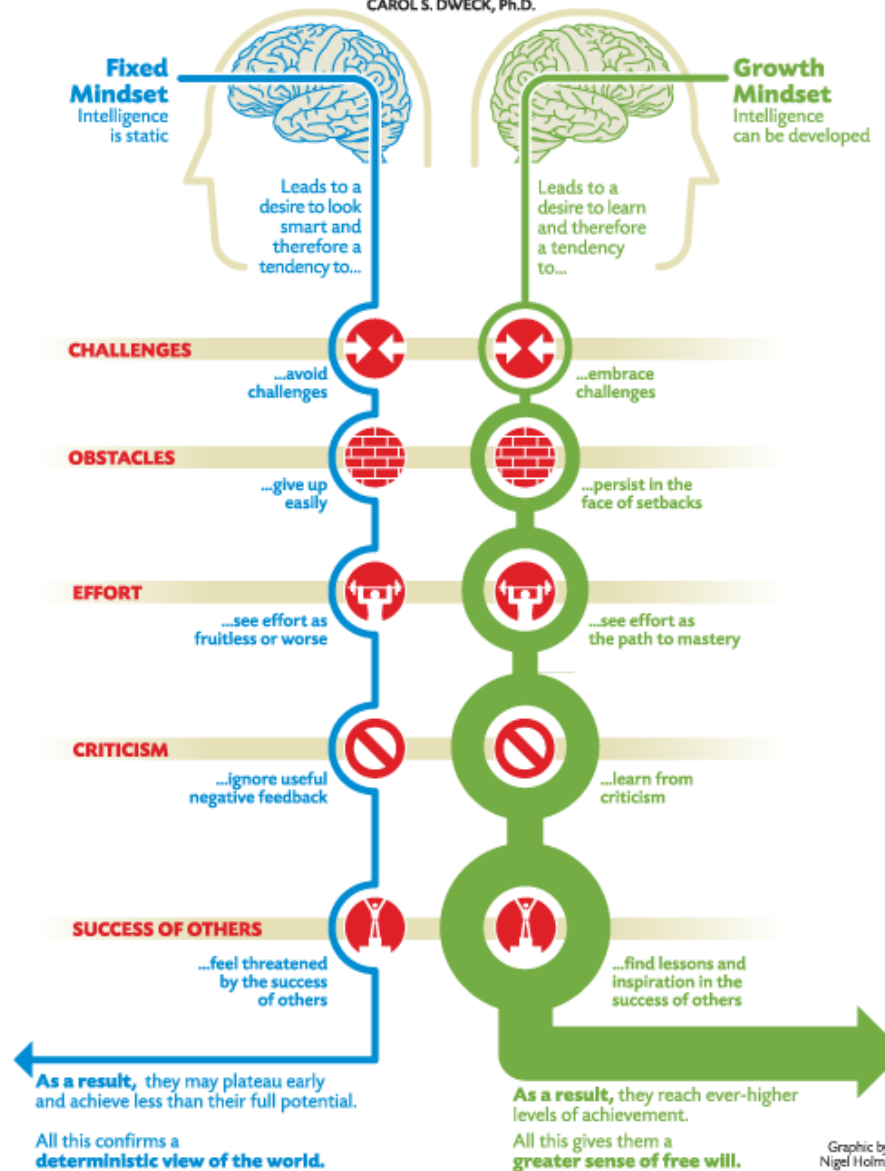 CAROL S. DWECK, Ph.D.
Fixed
Mindset
Intelligence
is static
Growth
Mindset
Intelligence
can be developed
Leads to a
desire to look
smart and
therefore a
tendency to...
Leads to a
desire to learn
and therefore
a tendency
to...
CHALLENGES
...avoid
challenges
...embrace
challenges
OBSTACLES
...give up
easily
...persist in the
face of setbacks
EFFORT
...see effort as
fruitless or worse
...see effort as
the path to mastery
CRITICISM
...ignore useful
negative feedback
...learn from
criticism
SUCCESS OF OTHERS
...feel threatened
by the success
of others
...find lessons and
inspiration in the
success of others
As a result, they may plateau early
and achieve less than their full potential.
All this confirms a
deterministic view of the world.
As a result, they reach ever-higher
levels of achievement.
All this gives them a
greater sense of free will.
Graphic by
Nigel Holm